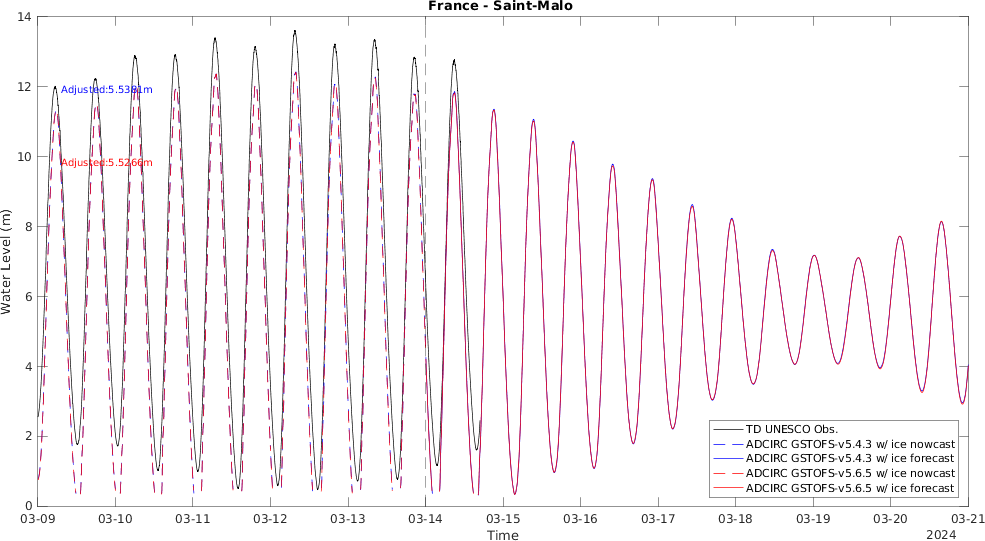 France - Saint-Malo
Water Level (m)
14
12
10
8
6
4
2
0
Adjusted:5.5381m
Adjusted:5.5266m
TD UNESCO Obs.
ADCIRC GSTOFS-v5.4.3 w/ ice nowcast
ADCIRC GSTOFS-v5.4.3 w/ ice forecast
ADCIRC GSTOFS-v5.6.5 w/ ice nowcast
ADCIRC GSTOFS-v5.6.5 w/ ice forecast
03-09 03-10 03-11 03-12 03-13 03-14 03-15 03-16 03-17 03-18 03-19 03-20 03-21
Time
2024